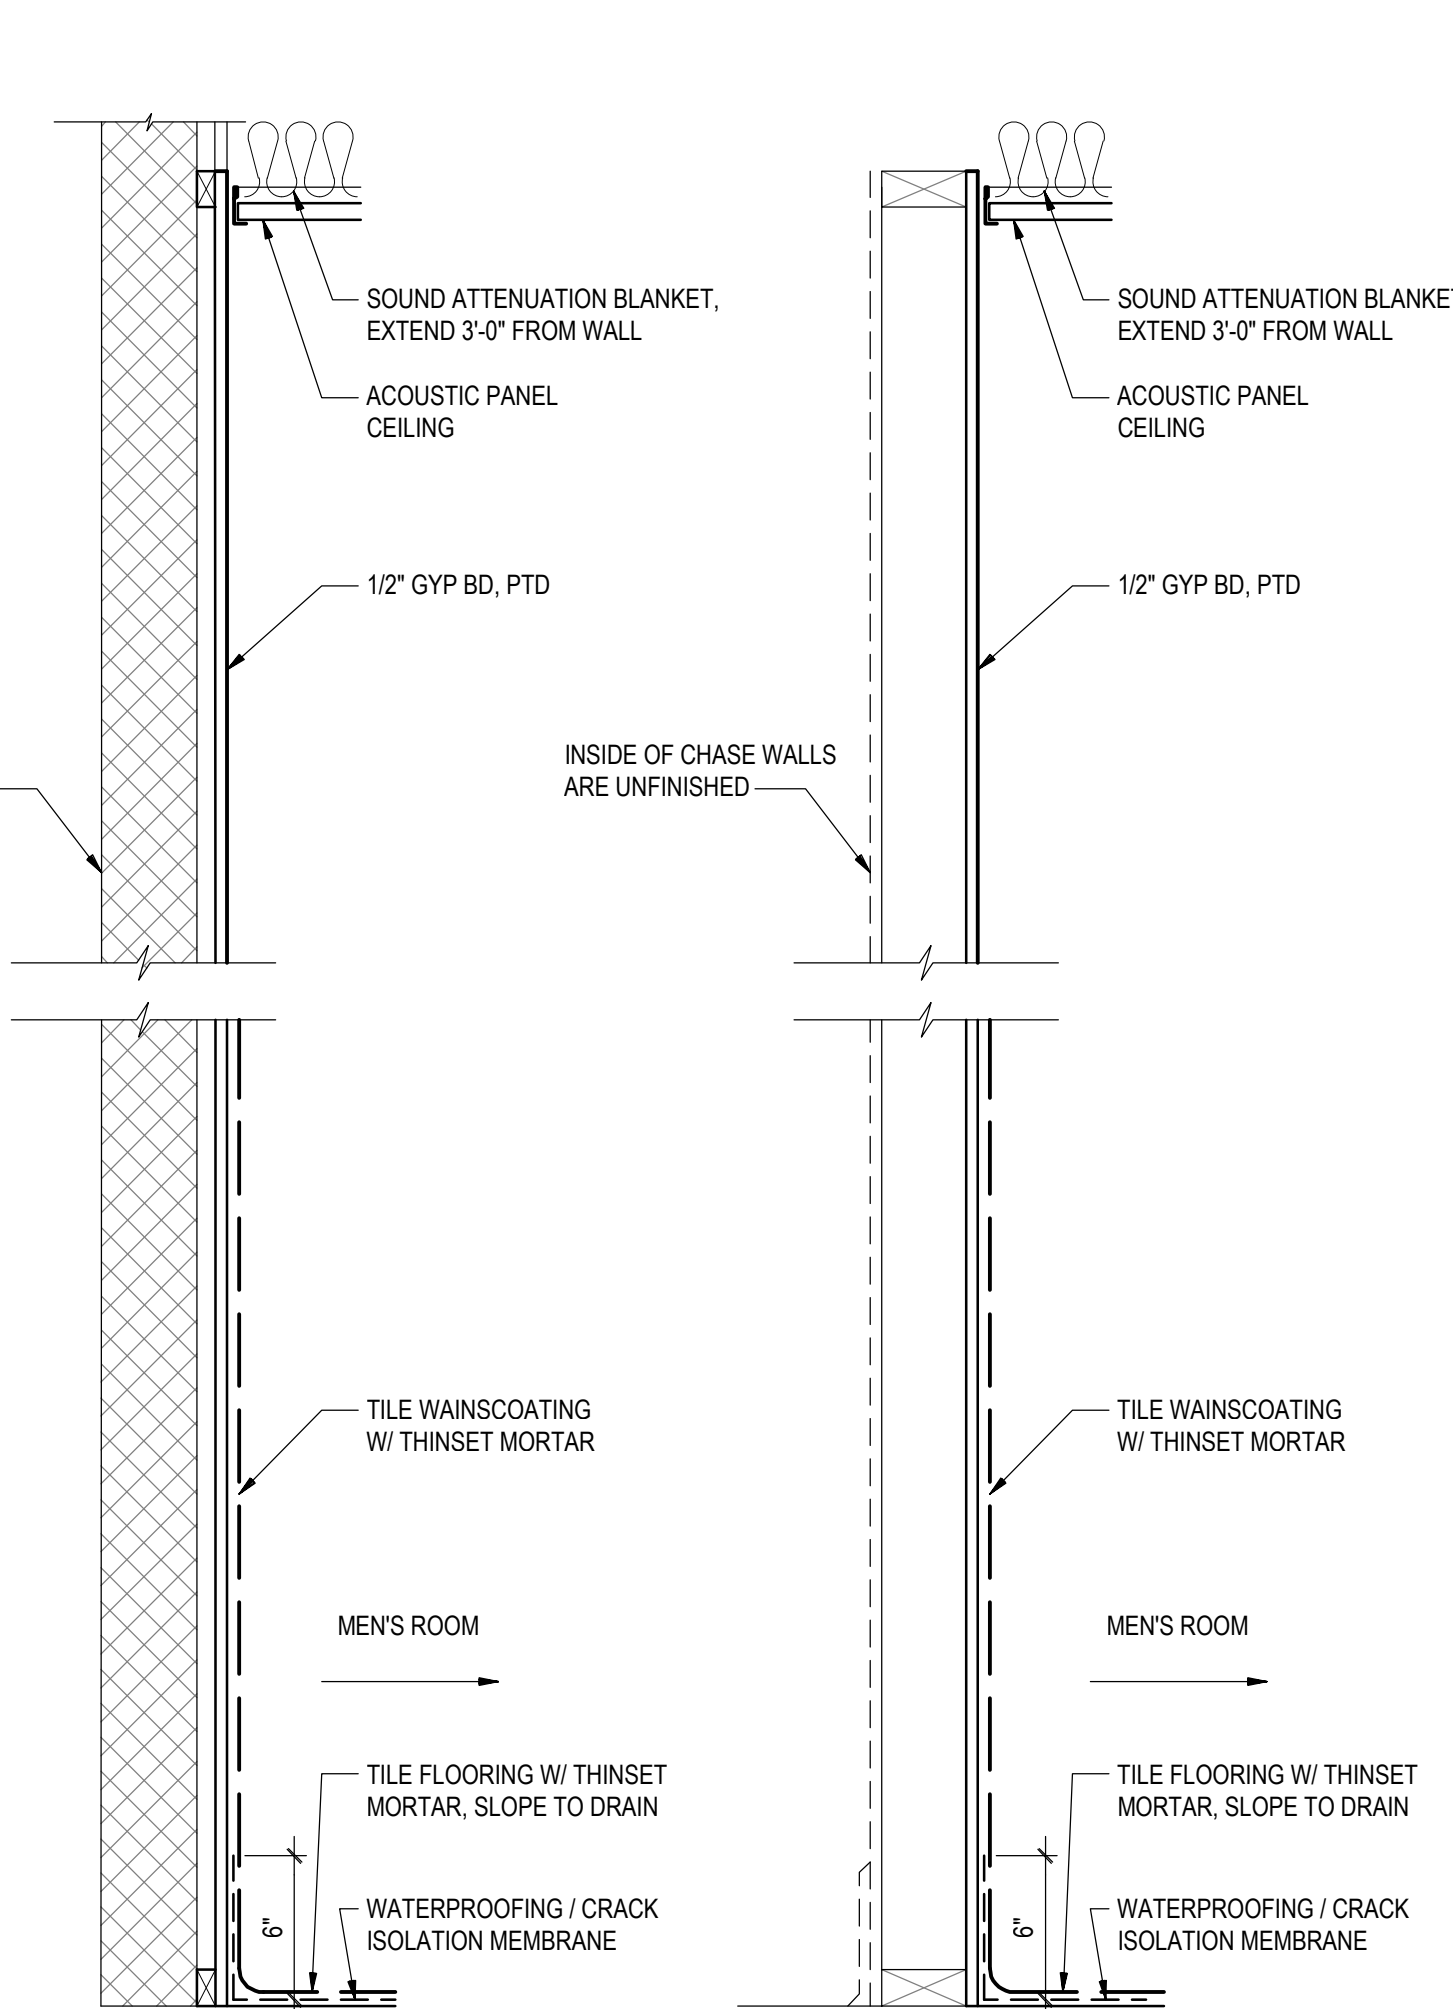 SOUND ATTENUATION BLANKET,
EXTEND 3'-0" FROM WALL
ACOUSTIC PANEL
CEILING
1/2" GYP BD, PTD
TILE WAINSCOATING
W/ THINSET MORTAR
MEN'S ROOM
TILE FLOORING W/ THINSET
MORTAR, SLOPE TO DRAIN
6"
WATERPROOFING / CRACK
ISOLATION MEMBRANE
INSIDE OF CHASE WALLS
ARE UNFINISHED
SOUND ATTENUATION BLANKET
EXTEND 3'-0" FROM WALL
ACOUSTIC PANEL
CEILING
1/2" GYP BD, PTD
TILE WAINSCOATING
W/ THINSET MORTAR
MEN'S ROOM
TILE FLOORING W/ THINSET
MORTAR, SLOPE TO DRAIN
6"
WATERPROOFING / CRACK
ISOLATION MEMBRANE